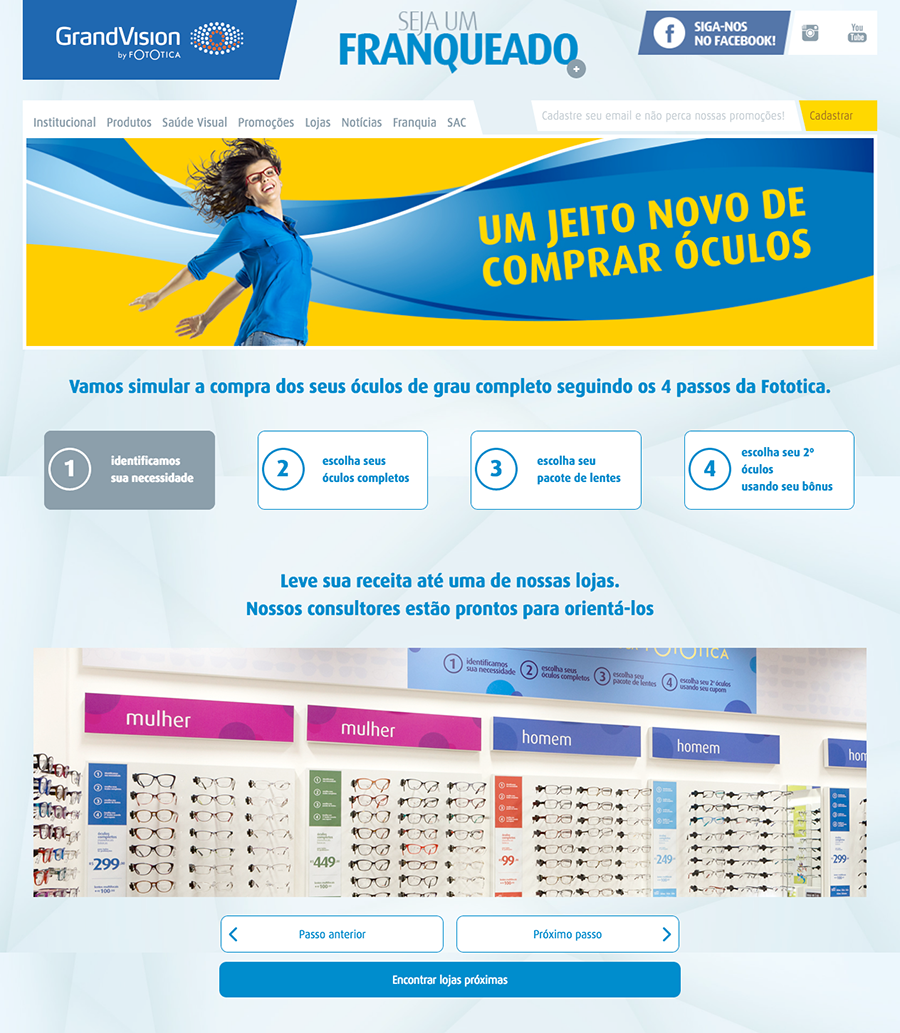 GrandVision
by FOTOTICA
SEJA UM
FRANQUEADO
+
f
SIGA-NOS
NO FACEBOOK!
You
Tube
Institucional Produtos Saúde Visual Promoções Lojas Notícias Franquia SAC
Cadastre seu email e não perca nossas promoções!
Cadastrar
UM JEITO NOVO DE
COMPRAR ÓCULOS
Vamos simular a compra dos seus óculos de grau completo seguindo os 4 passos da Fototica.
1
identificamos
sua necessidade
2
escolha seus
óculos completos
3
escolha seu
pacote de lentes
4
escolha seu 2º
óculos
usando seu bônus
Leve sua receita até uma de nossas lojas.
Nossos consultores estão prontos para orientá-los
FOTOTICA
1 identificamos
sua necessidade
2 escolha seus
óculos completos
3 escolha seu
pacote de lentes
4 escolha seu 2º óculos
usando seu cupom
mulher
mulher
homem
homem
hom
299
449
99
249
299
Passo anterior
Próximo passo
Encontrar lojas próximas